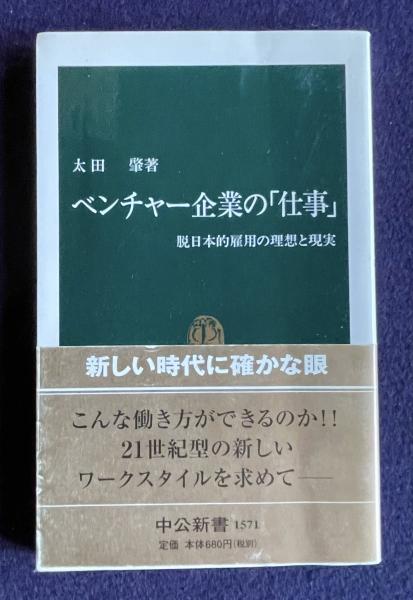 太田 肇著
ベンチャー企業の「仕事」
脱日本的雇用の理想と現実
新しい時代に確かな眼
こんな働き方ができるのか!!
21世紀型の新しい
ワークスタイルを求めて――
中公新書 1571
定価 本体680円(税別)